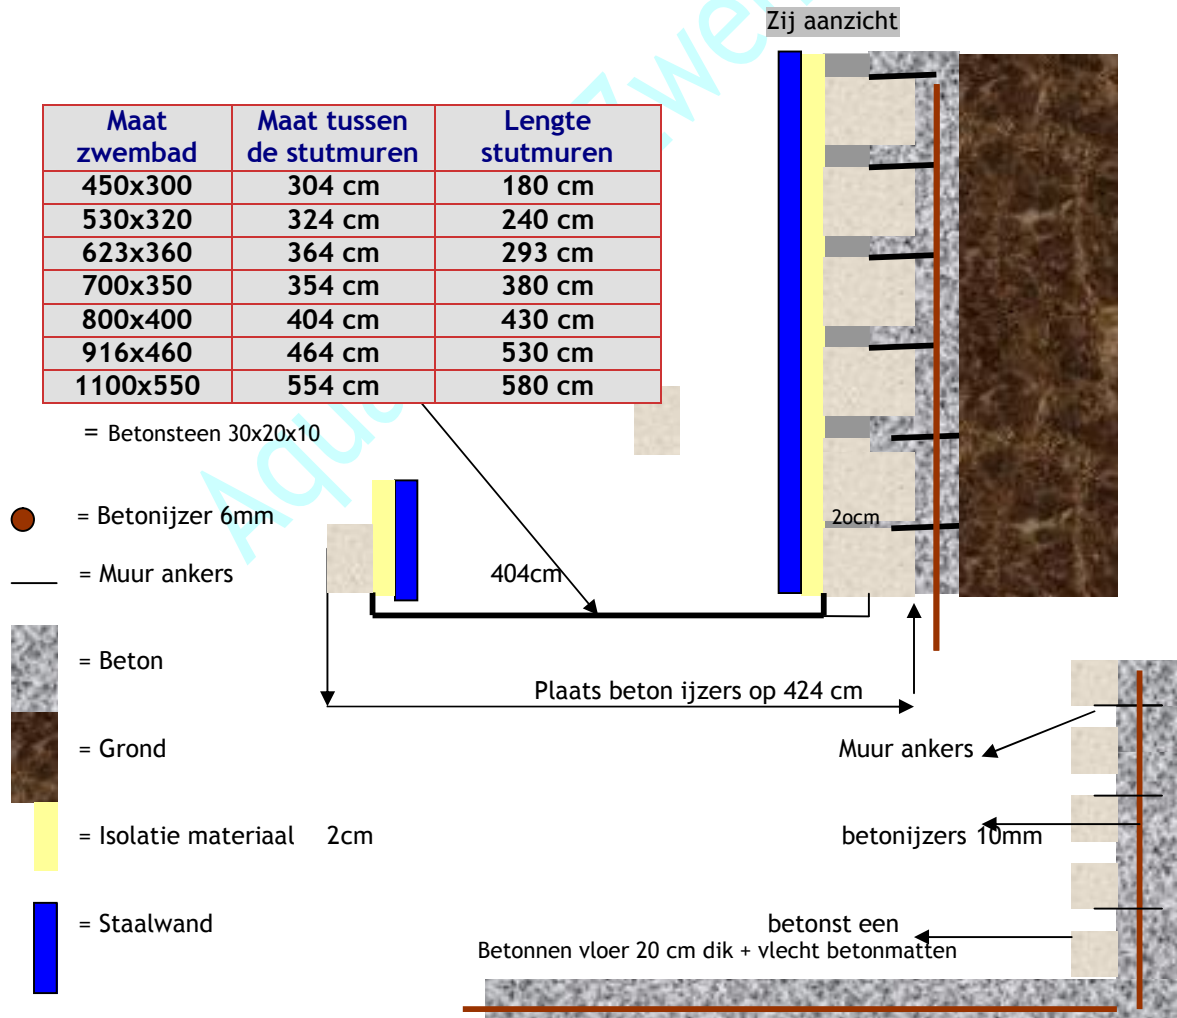 Zij aanzicht
Maat zwembad | Maat tussen de stutmuren | Lengte stutmuren
450x300 | 304 cm | 180 cm
530x320 | 324 cm | 240 cm
623x360 | 364 cm | 293 cm
700x350 | 354 cm | 380 cm
800x400 | 404 cm | 430 cm
916x460 | 464 cm | 530 cm
1100x550 | 554 cm | 580 cm
= Betonsteen 30x20x10
= Betonijzer 6mm
2ocm
= Muur ankers
404cm
= Beton
Plaats beton ijzers op 424 cm
= Grond
Muur ankers
= Isolatie materiaal 2cm
betonijzers 10mm
= Staalwand
betonst een
Betonnen vloer 20 cm dik + vlecht betonmatten